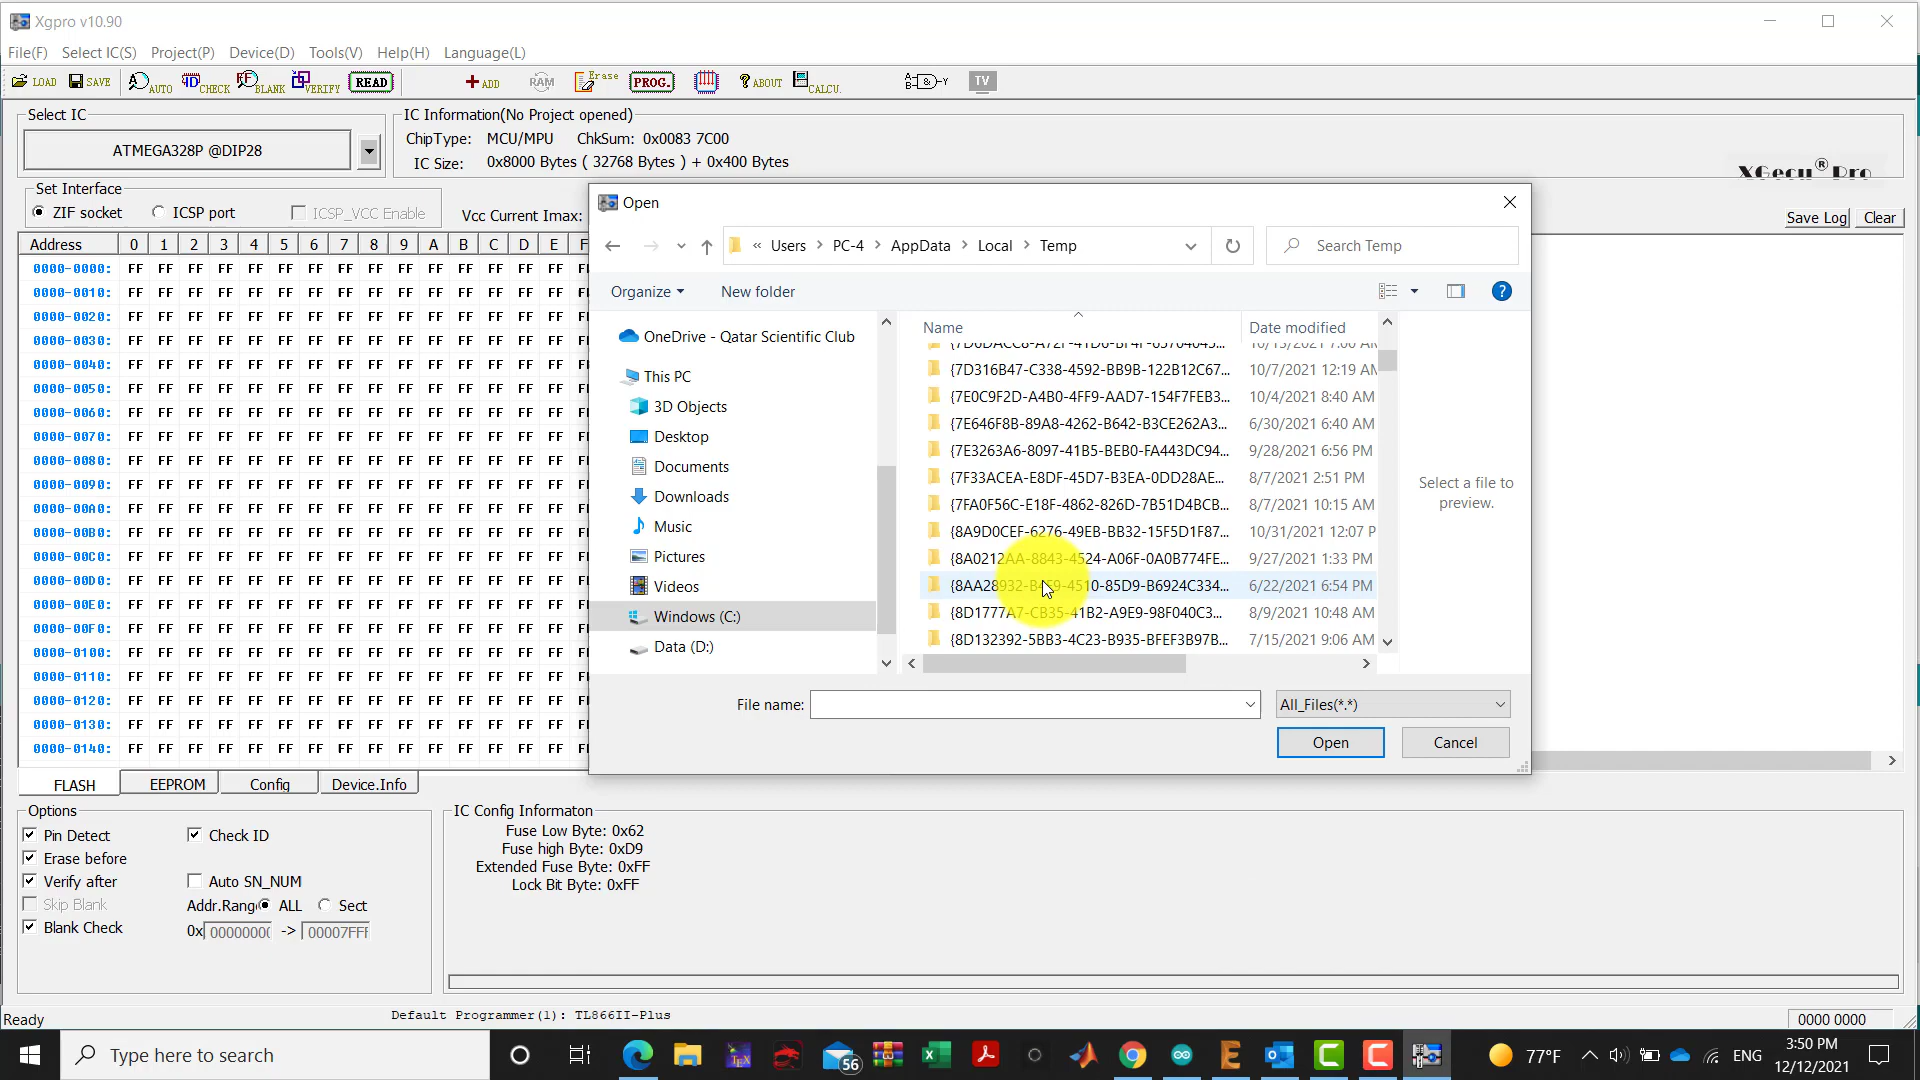 Xgpro v10.90
File(F) Select IC(S) Project(P) Device(D) Tools(V) Help(H) Language(L)
LOAD SAVE AUTO CHECK BLANK VERIFY READ ADD RAM Erase PROG. ABOUT CALCU. TV
Select IC
ATMEGA328P @DIP28
IC Information(No Project opened)
ChipType: MCU/MPU ChkSum: 0x0083 7C00
IC Size: 0x8000 Bytes ( 32768 Bytes ) + 0x400 Bytes
XGecu® Pro
Set Interface
ZIF socket ICSP port ICSP_VCC Enable Vcc Current Imax:
Save Log Clear
Address 0 1 2 3 4 5 6 7 8 9 A B C D E F
0000-0000: FF FF FF FF FF FF FF FF FF FF FF FF FF FF FF
0000-0010: FF FF FF FF FF FF FF FF FF FF FF FF FF FF FF
0000-0020: FF FF FF FF FF FF FF FF FF FF FF FF FF FF FF
0000-0030: FF FF FF FF FF FF FF FF FF FF FF FF FF FF FF
0000-0040: FF FF FF FF FF FF FF FF FF FF FF FF FF FF FF
0000-0050: FF FF FF FF FF FF FF FF FF FF FF FF FF FF FF
0000-0060: FF FF FF FF FF FF FF FF FF FF FF FF FF FF FF
0000-0070: FF FF FF FF FF FF FF FF FF FF FF FF FF FF FF
0000-0080: FF FF FF FF FF FF FF FF FF FF FF FF FF FF FF
0000-0090: FF FF FF FF FF FF FF FF FF FF FF FF FF FF FF
0000-00A0: FF FF FF FF FF FF FF FF FF FF FF FF FF FF FF
0000-00B0: FF FF FF FF FF FF FF FF FF FF FF FF FF FF FF
0000-00C0: FF FF FF FF FF FF FF FF FF FF FF FF FF FF FF
0000-00D0: FF FF FF FF FF FF FF FF FF FF FF FF FF FF FF
0000-00E0: FF FF FF FF FF FF FF FF FF FF FF FF FF FF FF
0000-00F0: FF FF FF FF FF FF FF FF FF FF FF FF FF FF FF
0000-0100: FF FF FF FF FF FF FF FF FF FF FF FF FF FF FF
0000-0110: FF FF FF FF FF FF FF FF FF FF FF FF FF FF FF
0000-0120: FF FF FF FF FF FF FF FF FF FF FF FF FF FF FF
0000-0130: FF FF FF FF FF FF FF FF FF FF FF FF FF FF FF
0000-0140: FF FF FF FF FF FF FF FF FF FF FF FF FF FF FF
Open
« Users > PC-4 > AppData > Local > Temp
Search Temp
Organize New folder
OneDrive - Qatar Scientific Club
This PC
3D Objects
Desktop
Documents
Downloads
Music
Pictures
Videos
Windows (C:)
Data (D:)
Name Date modified
{7D316B47-C338-4592-BB9B-122B12C67... 10/7/2021 12:19 AM
{7E0C9F2D-A4B0-4FF9-AAD7-154F7FEB3... 10/4/2021 8:40 AM
{7E646F8B-89A8-4262-B642-B3CE262A3... 6/30/2021 6:40 AM
{7E3263A6-8097-41B5-BEB0-FA443DC94... 9/28/2021 6:56 PM
{7F33ACEA-E8DF-45D7-B3EA-0DD28AE... 8/7/2021 2:51 PM
{7FA0F56C-E18F-4862-826D-7B51D4BCB... 8/7/2021 10:15 AM
{8A9D0CEF-6276-49EB-BB32-15F5D1F87... 10/31/2021 12:07 P
{8A0212AA-8843-4524-A06F-0A0B774FE... 9/27/2021 1:33 PM
{8AA28932- -4510-85D9-B6924C334... 6/22/2021 6:54 PM
{8D1777A7-CB35-41B2-A9E9-98F040C3... 8/9/2021 10:48 AM
{8D132392-5BB3-4C23-B935-BFEF3B97B... 7/15/2021 9:06 AM
Select a file to
preview.
File name: All_Files(*.*)
Open Cancel
FLASH EEPROM Config Device.Info
Options
Pin Detect Check ID
Erase before
Verify after Auto SN_NUM
Skip Blank Addr.Rang ALL Sect
Blank Check 0x 0000000 -> 00007FFF
IC Config Informaton
Fuse Low Byte: 0x62
Fuse high Byte: 0xD9
Extended Fuse Byte: 0xFF
Lock Bit Byte: 0xFF
Ready Default Programmer(1): TL866II-Plus 0000 0000
Type here to search
56
77°F ENG 3:50 PM
12/12/2021